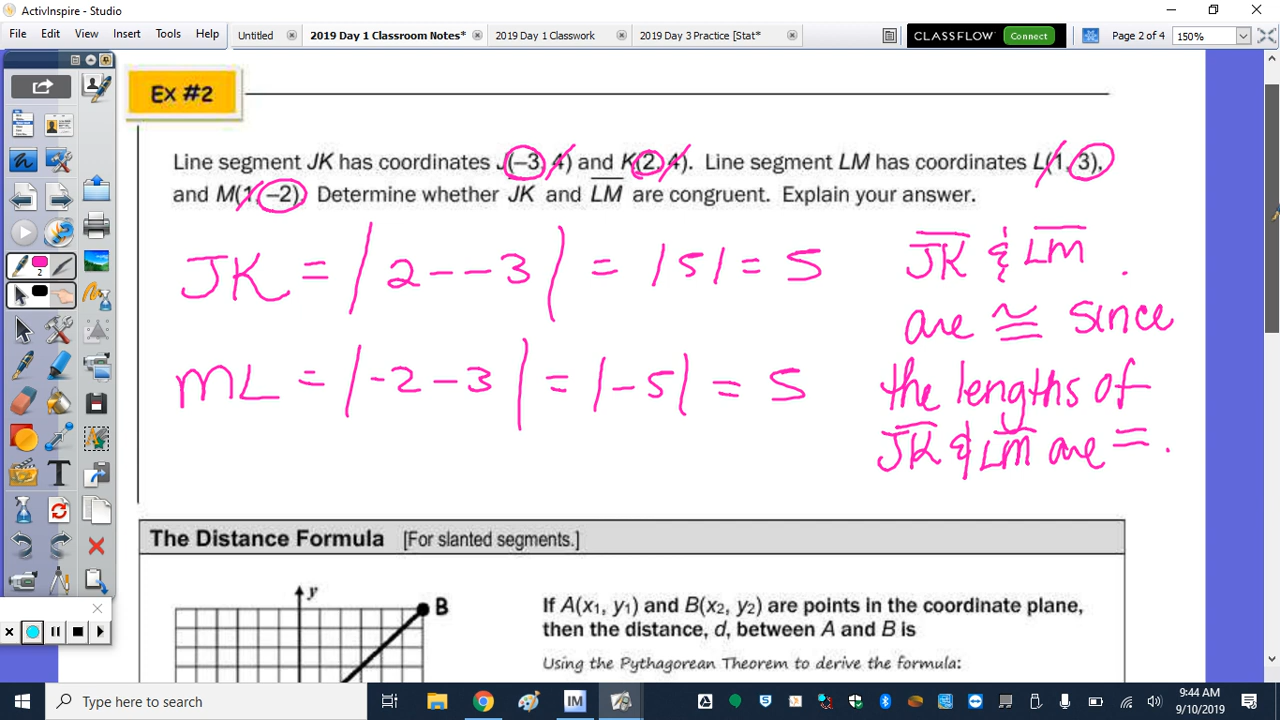 ActivInspire - Studio
File Edit View Insert Tools Help Untitled 2019 Day 1 Classroom Notes* 2019 Day 1 Classwork 2019 Day 3 Practice [Stat* CLASSFLOW Connect Page 2 of 4 150%
Ex #2
Line segment JK has coordinates J(−3, 4) and K(2, 4). Line segment LM has coordinates L(1, 3),
and M(1, −2). Determine whether JK and LM are congruent. Explain your answer.
JK = |2 - -3| = |5| = 5
mL = |-2 - 3| = |-5| = 5
JK & LM
are ≅ since
the lengths of
JK & LM are = .
2
The Distance Formula [For slanted segments.]
y
B
If A(x1, y1) and B(x2, y2) are points in the coordinate plane,
then the distance, d, between A and B is
Using the Pythagorean Theorem to derive the formula:
Type here to search
IM
9:44 AM
9/10/2019